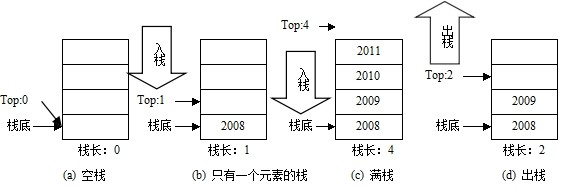 Top:0
栈底
栈长：0
(a) 空栈
入栈
Top:1
2008
栈底
栈长：1
(b) 只有一个元素的栈
入栈
Top:4
2011
2010
2009
2008
栈底
栈长：4
(c) 满栈
出栈
Top:2
2009
2008
栈底
栈长：2
(d) 出栈